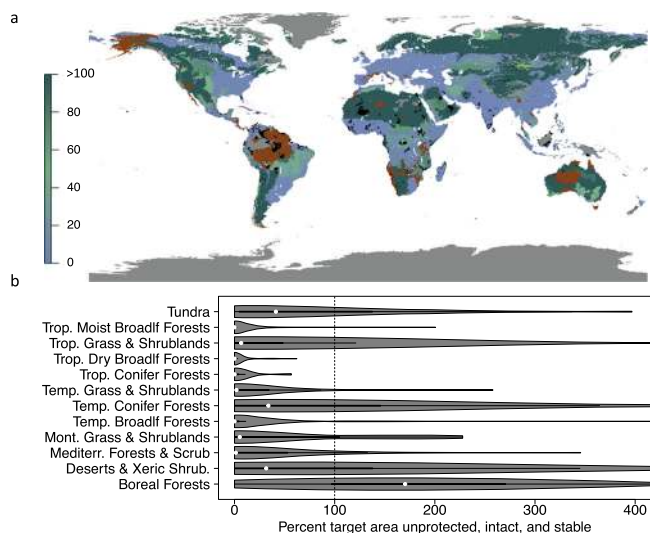 a
>100
80
60
40
20
0
b
Tundra
Trop. Moist Broadlf Forests
Trop. Grass & Shrublands
Trop. Dry Broadlf Forests
Trop. Conifer Forests
Temp. Grass & Shrublands
Temp. Conifer Forests
Temp. Broadlf Forests
Mont. Grass & Shrublands
Mediterr. Forests & Scrub
Deserts & Xeric Shrub.
Boreal Forests
0 100 200 300 400
Percent target area unprotected, intact, and stable